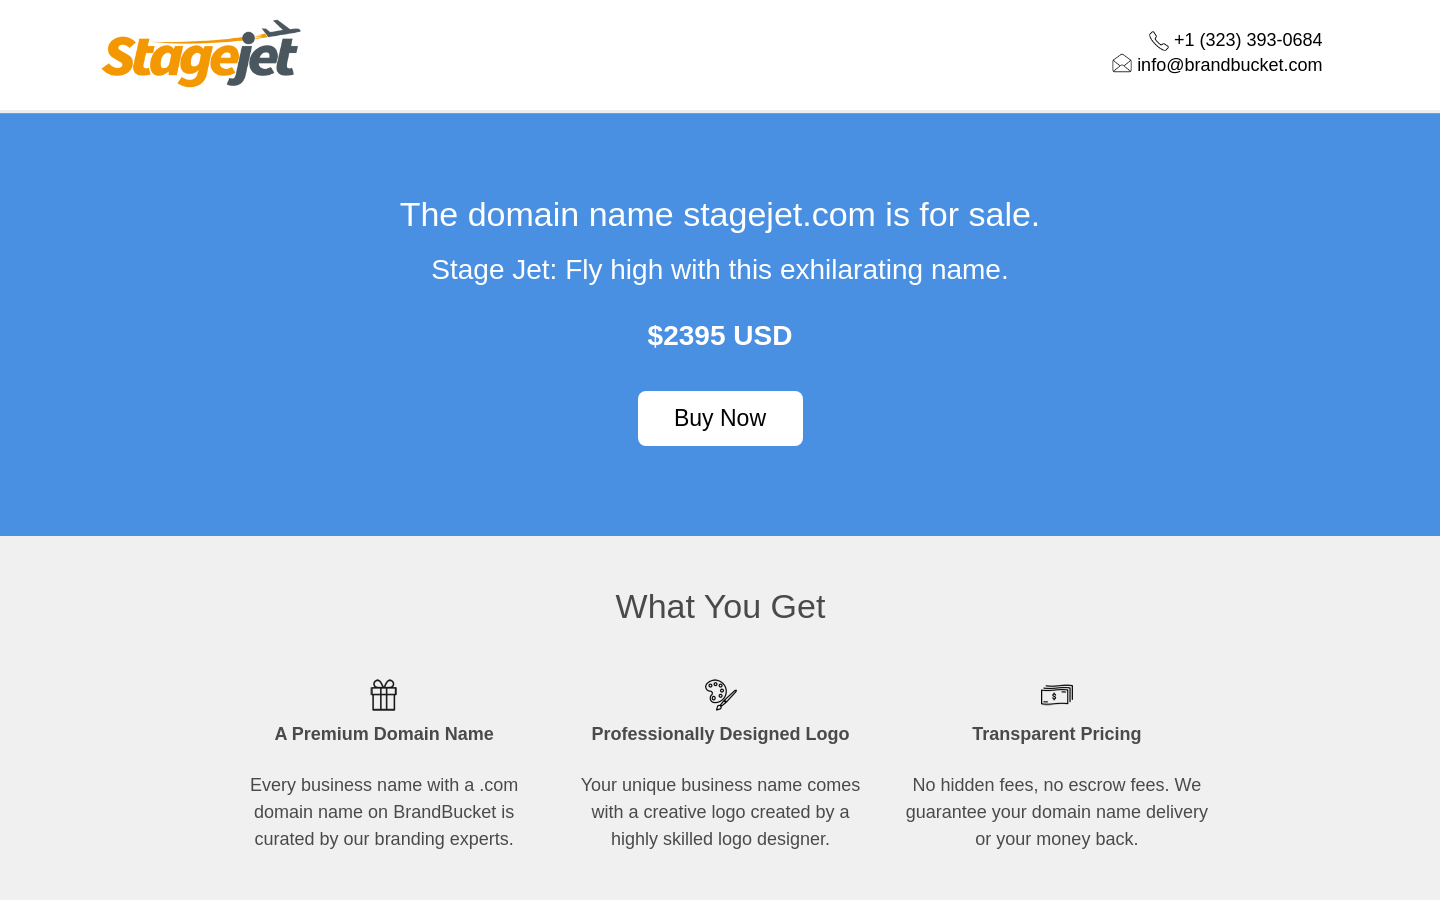 Stagejet
+1 (323) 393-0684
info@brandbucket.com
The domain name stagejet.com is for sale.
Stage Jet: Fly high with this exhilarating name.
$2395 USD
Buy Now
What You Get
A Premium Domain Name
Every business name with a .com
domain name on BrandBucket is
curated by our branding experts.
Professionally Designed Logo
Your unique business name comes
with a creative logo created by a
highly skilled logo designer.
Transparent Pricing
No hidden fees, no escrow fees. We
guarantee your domain name delivery
or your money back.